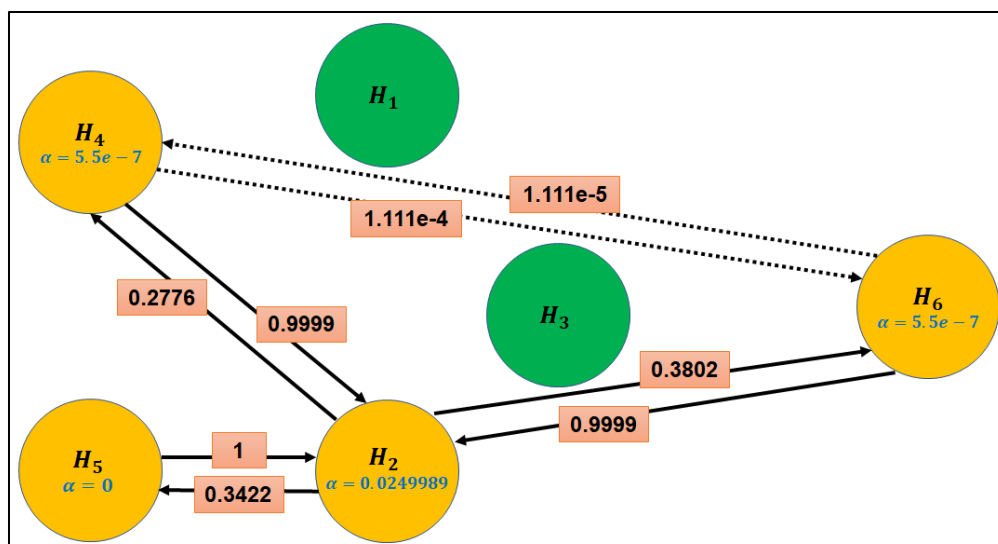 H₁
H₄
α = 5.5e − 7
1.111e-5
1.111e-4
0.2776
0.9999
H₃
H₆
α = 5.5e − 7
0.3802
0.9999
H₅
α = 0
1
0.3422
H₂
α = 0.0249989